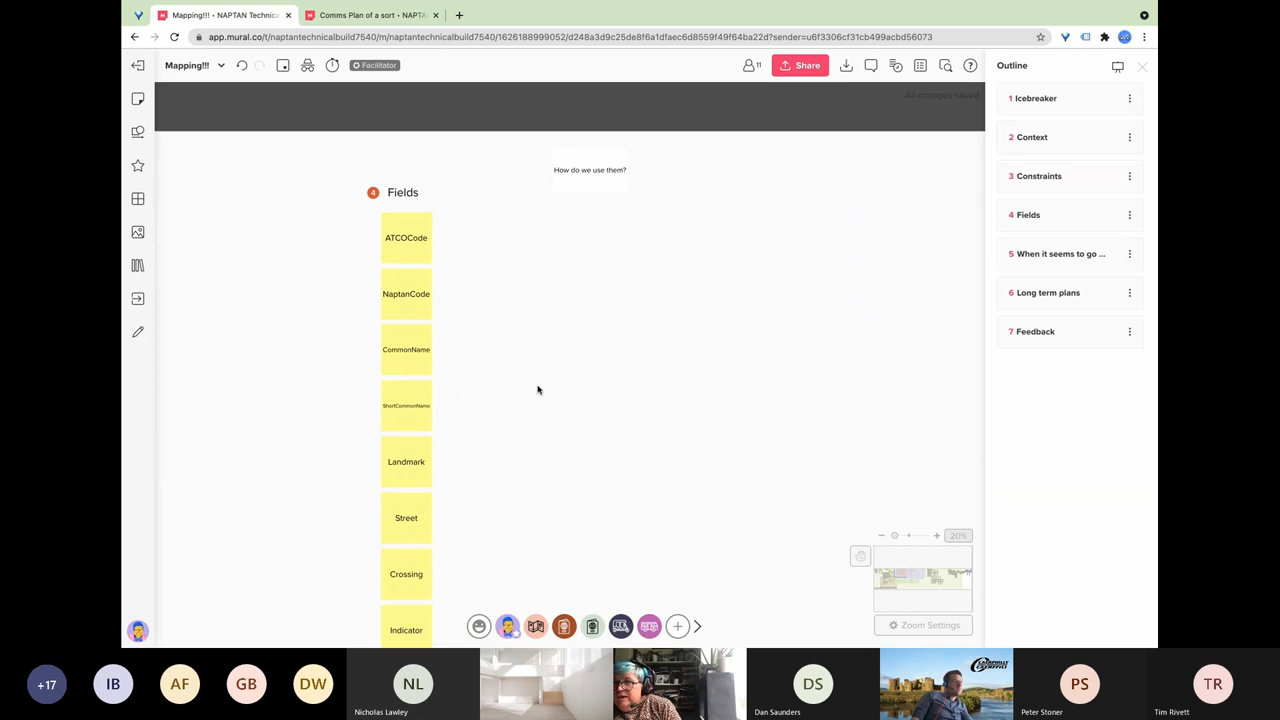 Mapping!!! • NAPTAN Technica
Comms Plan of a sort • NAPTA
app.mural.co/t/naptantechnicalbuild7540/m/naptantechnicalbuild7540/1626188999052/d248a3d9c25de8f6a1dfaec6d8559f49f64ba22d?sender=u6f3306cf31cb499acbd56073
Mapping!!!
Facilitator
11
Share
Outline
All changes saved
1 Icebreaker
2 Context
3 Constraints
4 Fields
5 When it seems to go ...
6 Long term plans
7 Feedback
How do we use them?
4 Fields
ATCOCode
NaptanCode
CommonName
ShortCommonName
Landmark
Street
Crossing
Indicator
20%
Zoom Settings
+17
IB
AF
GB
DW
NL
Nicholas Lawley
DS
Dan Saunders
CAERPHILLY
PS
Peter Stoner
TR
Tim Rivett